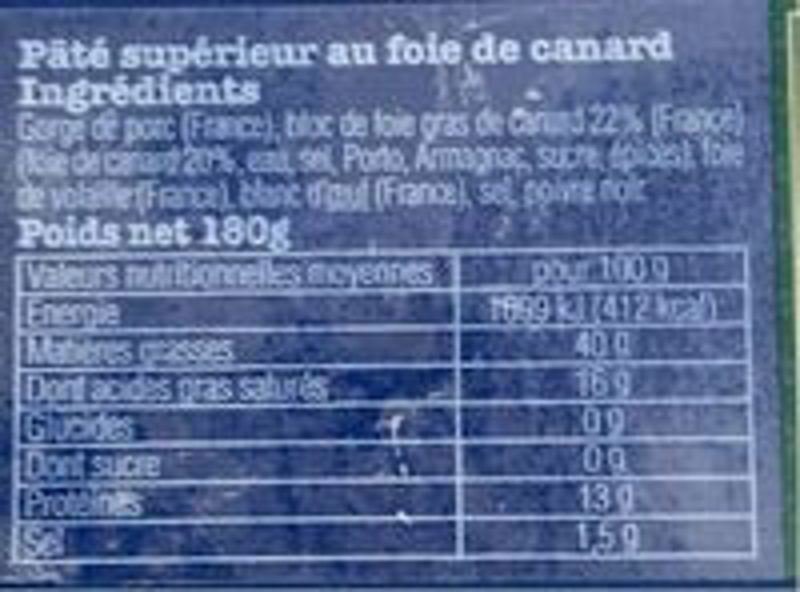 Pâté supérieur au foie de canard
Ingrédients
Gorge de porc (France), bloc de foie gras de canard 22% (France)
(foie de canard 20%, eau, sel, Porto, Armagnac, sucre, épices), foie
de volaille (France), blanc d'œuf (France), sel, poivre noir.
Poids net 180g
Valeurs nutritionnelles moyennes pour 100 g
Energie 1699 kJ (412 kcal)
Matières grasses 40 g
Dont acides gras saturés 16 g
Glucides 0 g
Dont sucre 0 g
Protéines 13 g
Sel 1,5 g